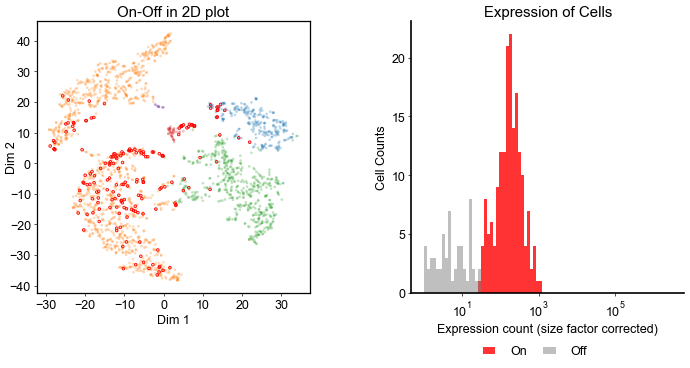 On-Off in 2D plot
Dim 2
40
30
20
10
0
−10
−20
−30
−40
−30 −20 −10 0 10 20 30
Dim 1
Expression of Cells
Cell Counts
20
15
10
5
0
10¹ 10³ 10⁵
Expression count (size factor corrected)
On Off